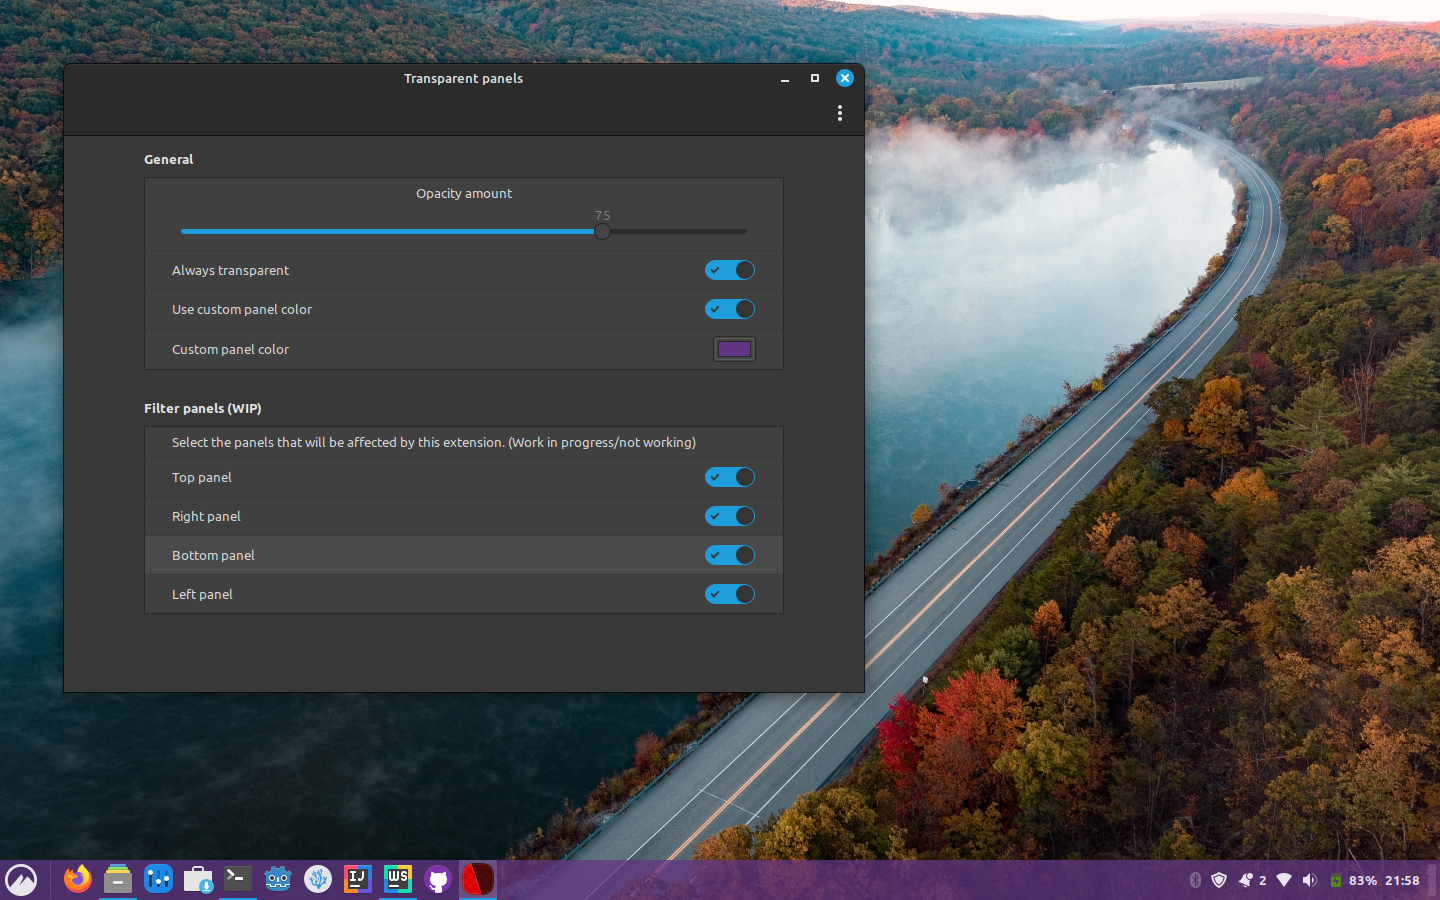 Transparent panels
General
Opacity amount
75
Always transparent
Use custom panel color
Custom panel color
Filter panels (WIP)
Select the panels that will be affected by this extension. (Work in progress/not working)
Top panel
Right panel
Bottom panel
Left panel
IJ
WS
2
83% 21:58